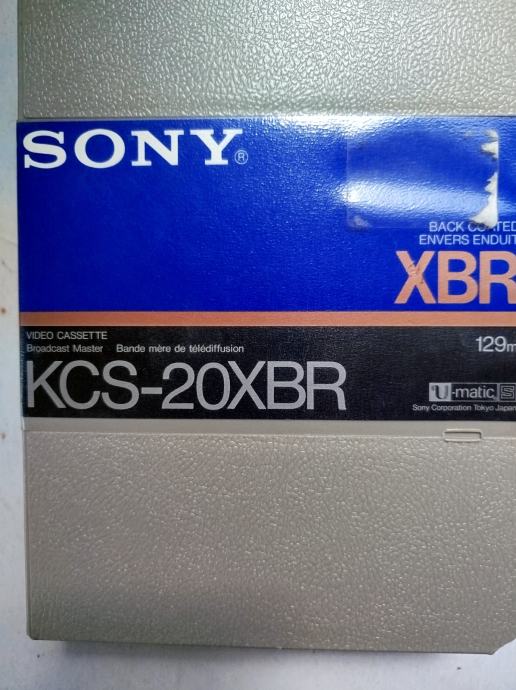 SONY®
BACK COATED
ENVERS ENDUIT
XBR
VIDEO CASSETTE
Broadcast Master Bande mère de télédiffusion
129m
KCS-20XBR
U-matic S
Sony Corporation Tokyo Japan